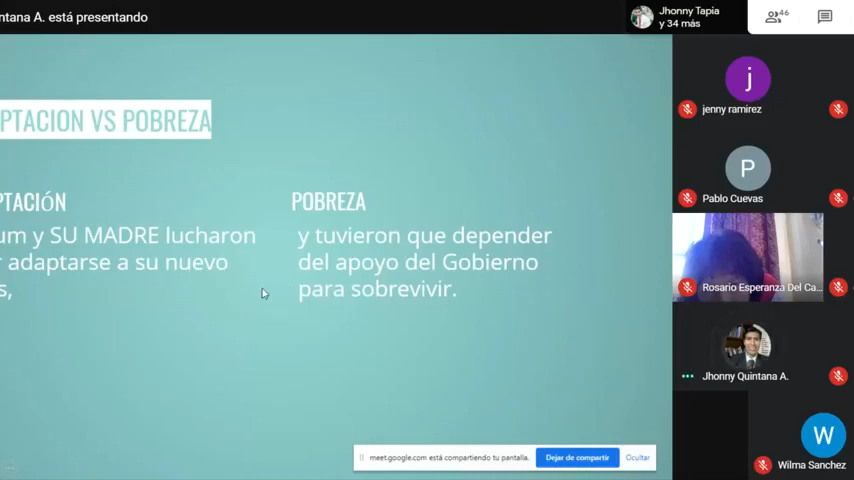 ntana A. está presentando
Jhonny Tapia
y 34 más
46
PTACION VS POBREZA
PTACIÓN
um y SU MADRE lucharon
r adaptarse a su nuevo
s,
POBREZA
y tuvieron que depender
del apoyo del Gobierno
para sobrevivir.
j
jenny ramirez
P
Pablo Cuevas
Rosario Esperanza Del Ca...
Jhonny Quintana A.
W
Wilma Sanchez
meet.google.com está compartiendo tu pantalla.
Dejar de compartir
Ocultar